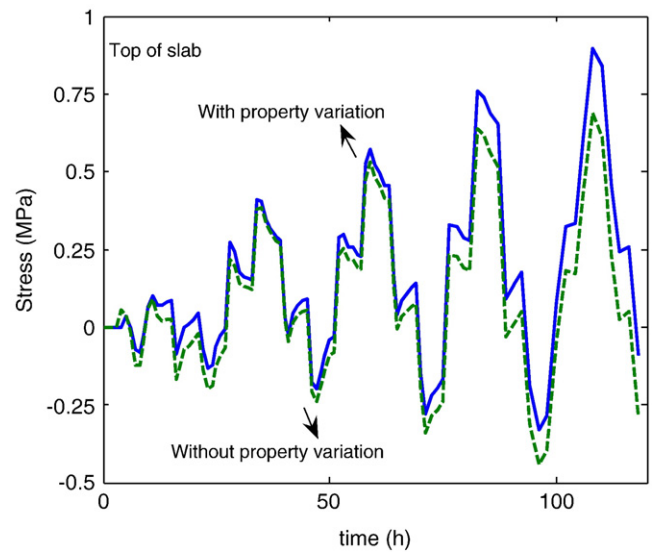 1
Top of slab
0.75
With property variation
0.5
Stress (MPa)
0.25
0
-0.25
Without property variation
-0.5
0
50
100
time (h)